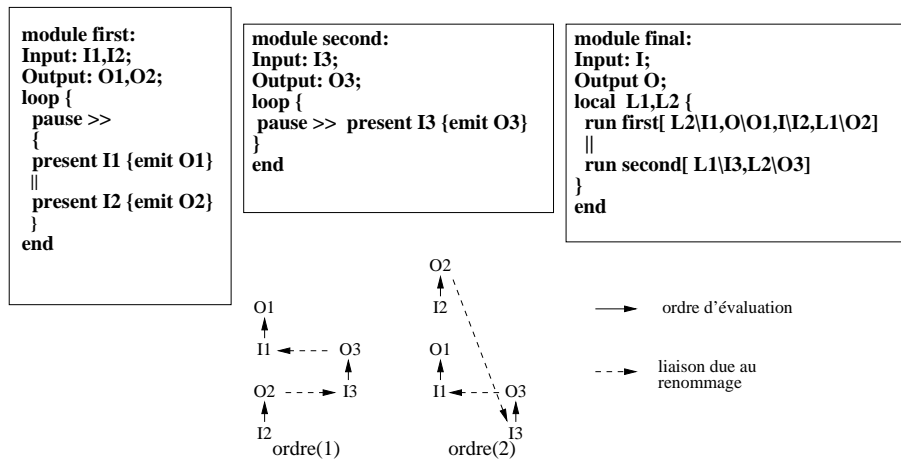 module first:
Input: I1,I2;
Output: O1,O2;
loop {
pause >>
{
present I1 {emit O1}
||
present I2 {emit O2}
}
end
module second:
Input: I3;
Output: O3;
loop {
pause >> present I3 {emit O3}
}
end
module final:
Input: I;
Output O;
local L1,L2 {
run first[ L2\I1,O\O1,I\I2,L1\O2]
||
run second[ L1\I3,L2\O3]
}
end
O1
I1
O3
O2
I3
I2
ordre(1)
O2
I2
O1
I1
O3
I3
ordre(2)
ordre d'évaluation
liaison due au
renommage